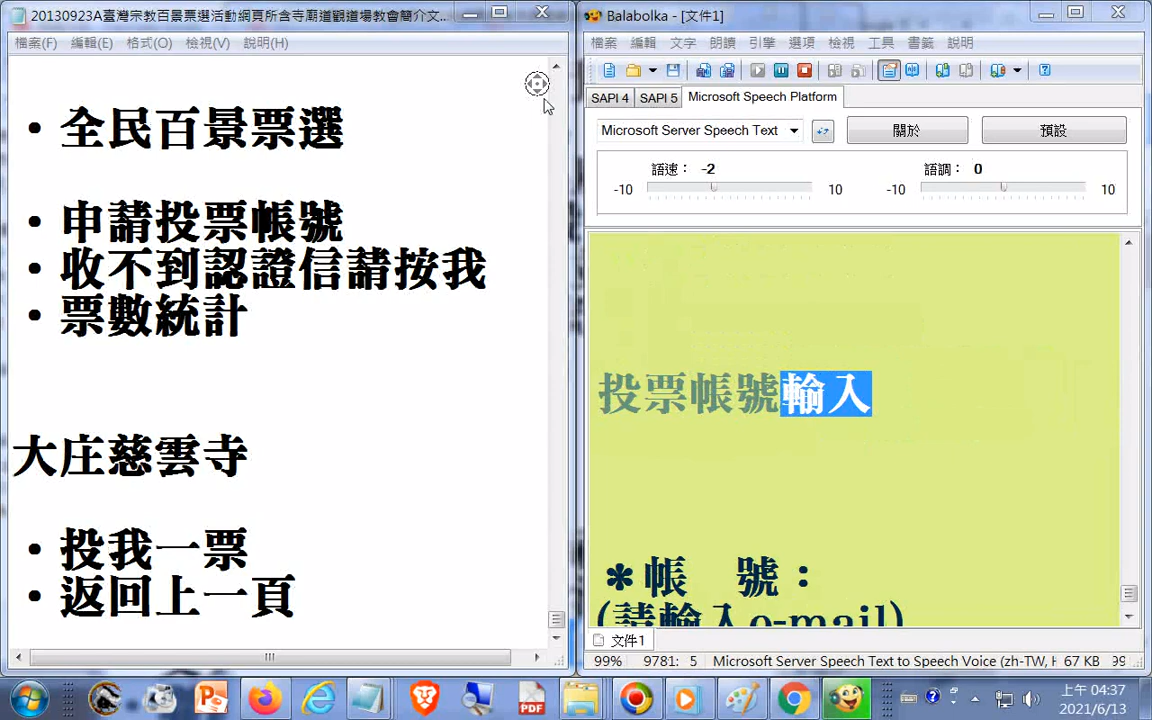 20130923A臺灣宗教百景票選活動網頁所含寺廟道觀道場教會簡介文...
檔案(F) 編輯(E) 格式(O) 檢視(V) 說明(H)
•全民百景票選
•申請投票帳號
•收不到認證信請按我
•票數統計
大庄慈雲寺
•投我一票
•返回上一頁
Balabolka - [文件1]
檔案 編輯 文字 朗讀 引擎 選項 檢視 工具 書籤 說明
SAPI 4 SAPI 5 Microsoft Speech Platform
Microsoft Server Speech Text 關於 預設
語速： -2 語調： 0
-10 10 -10 10
投票帳號輸入
＊帳　號：
(請輸入e-mail)
文件1
99% 9781: 5 Microsoft Server Speech Text to Speech Voice (zh-TW, H 67 KB 99
上午 04:37
2021/6/13